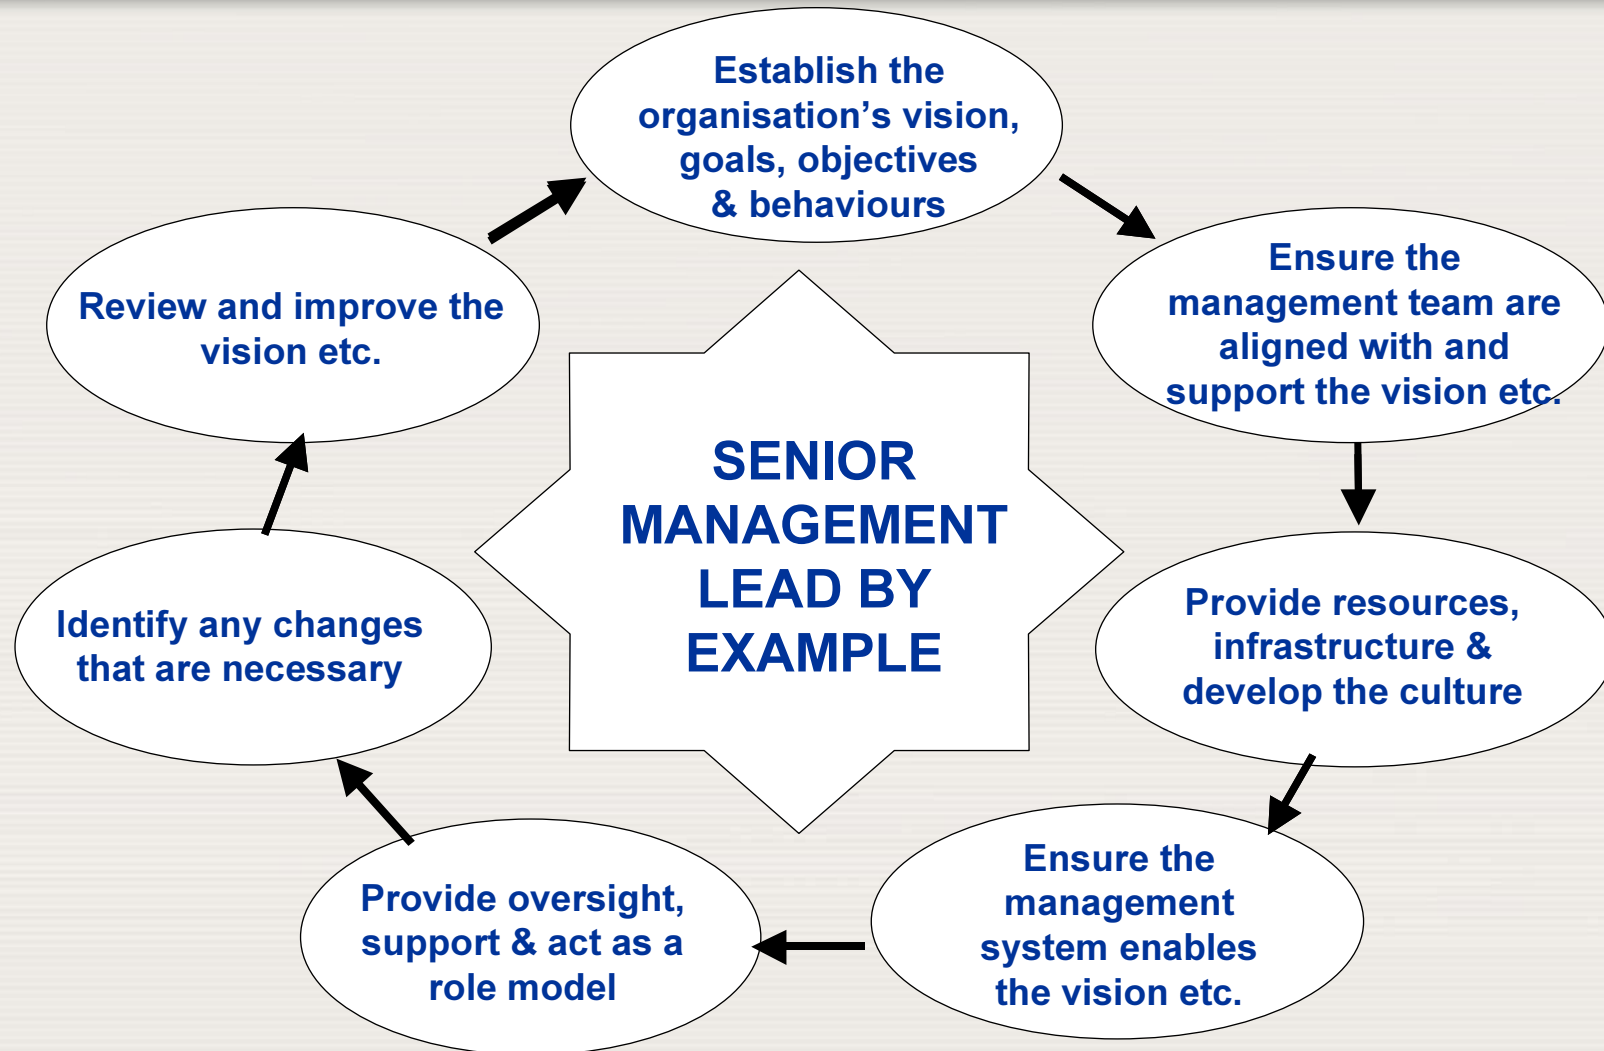 Establish the
organisation’s vision,
goals, objectives
& behaviours
Ensure the
management team are
aligned with and
support the vision etc.
Provide resources,
infrastructure &
develop the culture
Ensure the
management
system enables
the vision etc.
Provide oversight,
support & act as a
role model
Identify any changes
that are necessary
Review and improve the
vision etc.
SENIOR
MANAGEMENT
LEAD BY
EXAMPLE